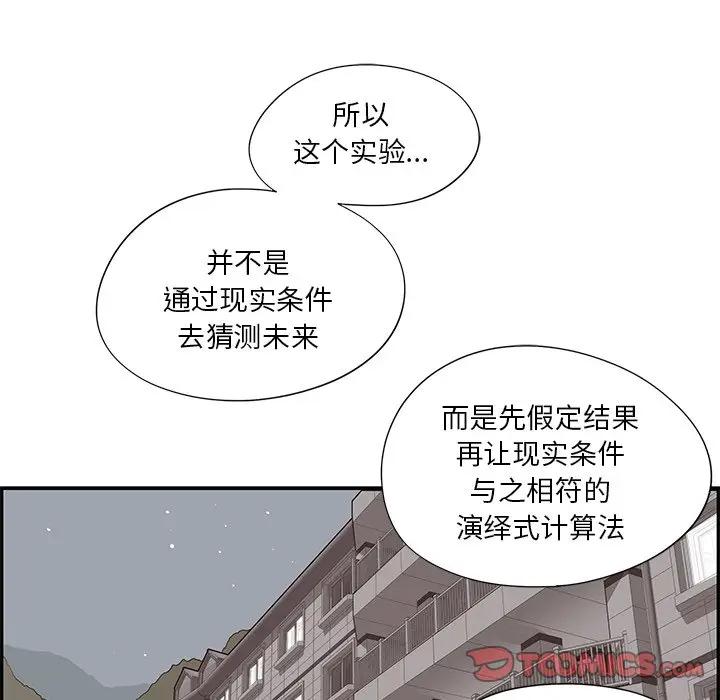 所以
这个实验...
并不是
通过现实条件
去猜测未来
而是先假定结果
再让现实条件
与之相符的
演绎式计算法
TOOMICS.COM